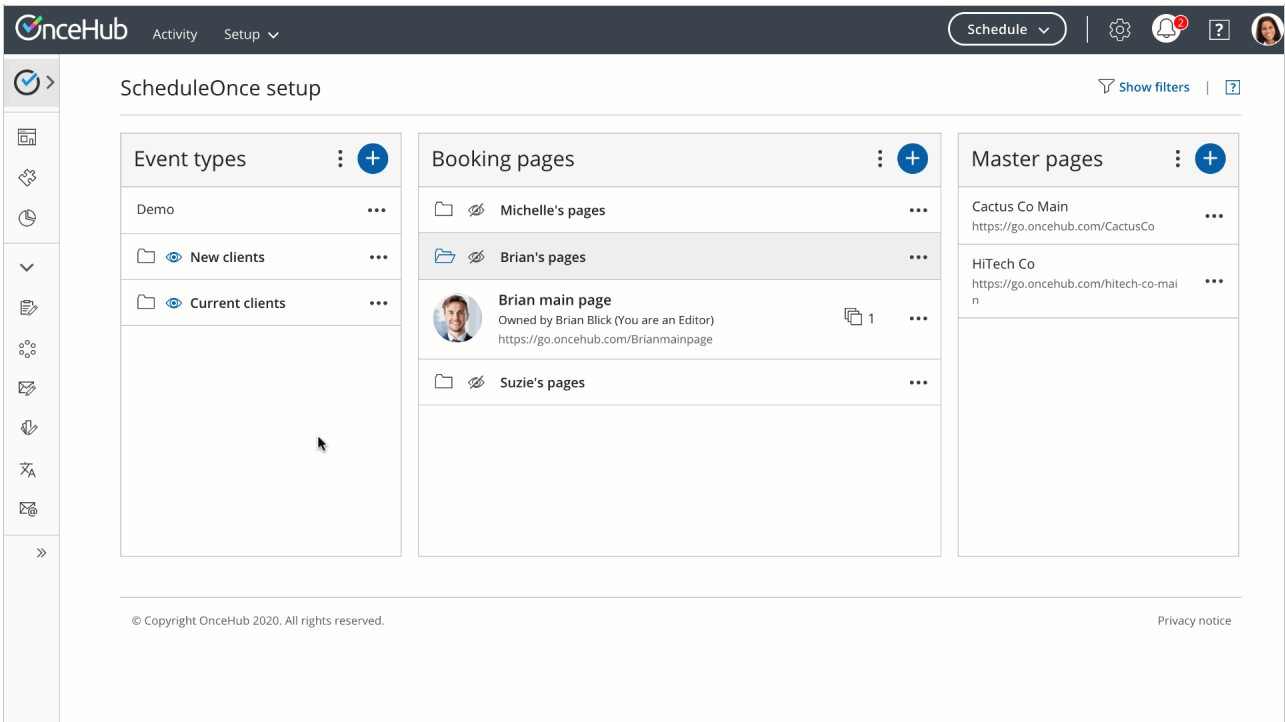 OnceHub
Activity
Setup
Schedule
2
?
ScheduleOnce setup
Show filters
|
?
Event types
Demo
New clients
Current clients
Booking pages
Michelle's pages
Brian's pages
Brian main page
Owned by Brian Blick (You are an Editor)
https://go.oncehub.com/Brianmainpage
1
Suzie's pages
Master pages
Cactus Co Main
https://go.oncehub.com/CactusCo
HiTech Co
https://go.oncehub.com/hitech-co-mai
n
© Copyright OnceHub 2020. All rights reserved.
Privacy notice